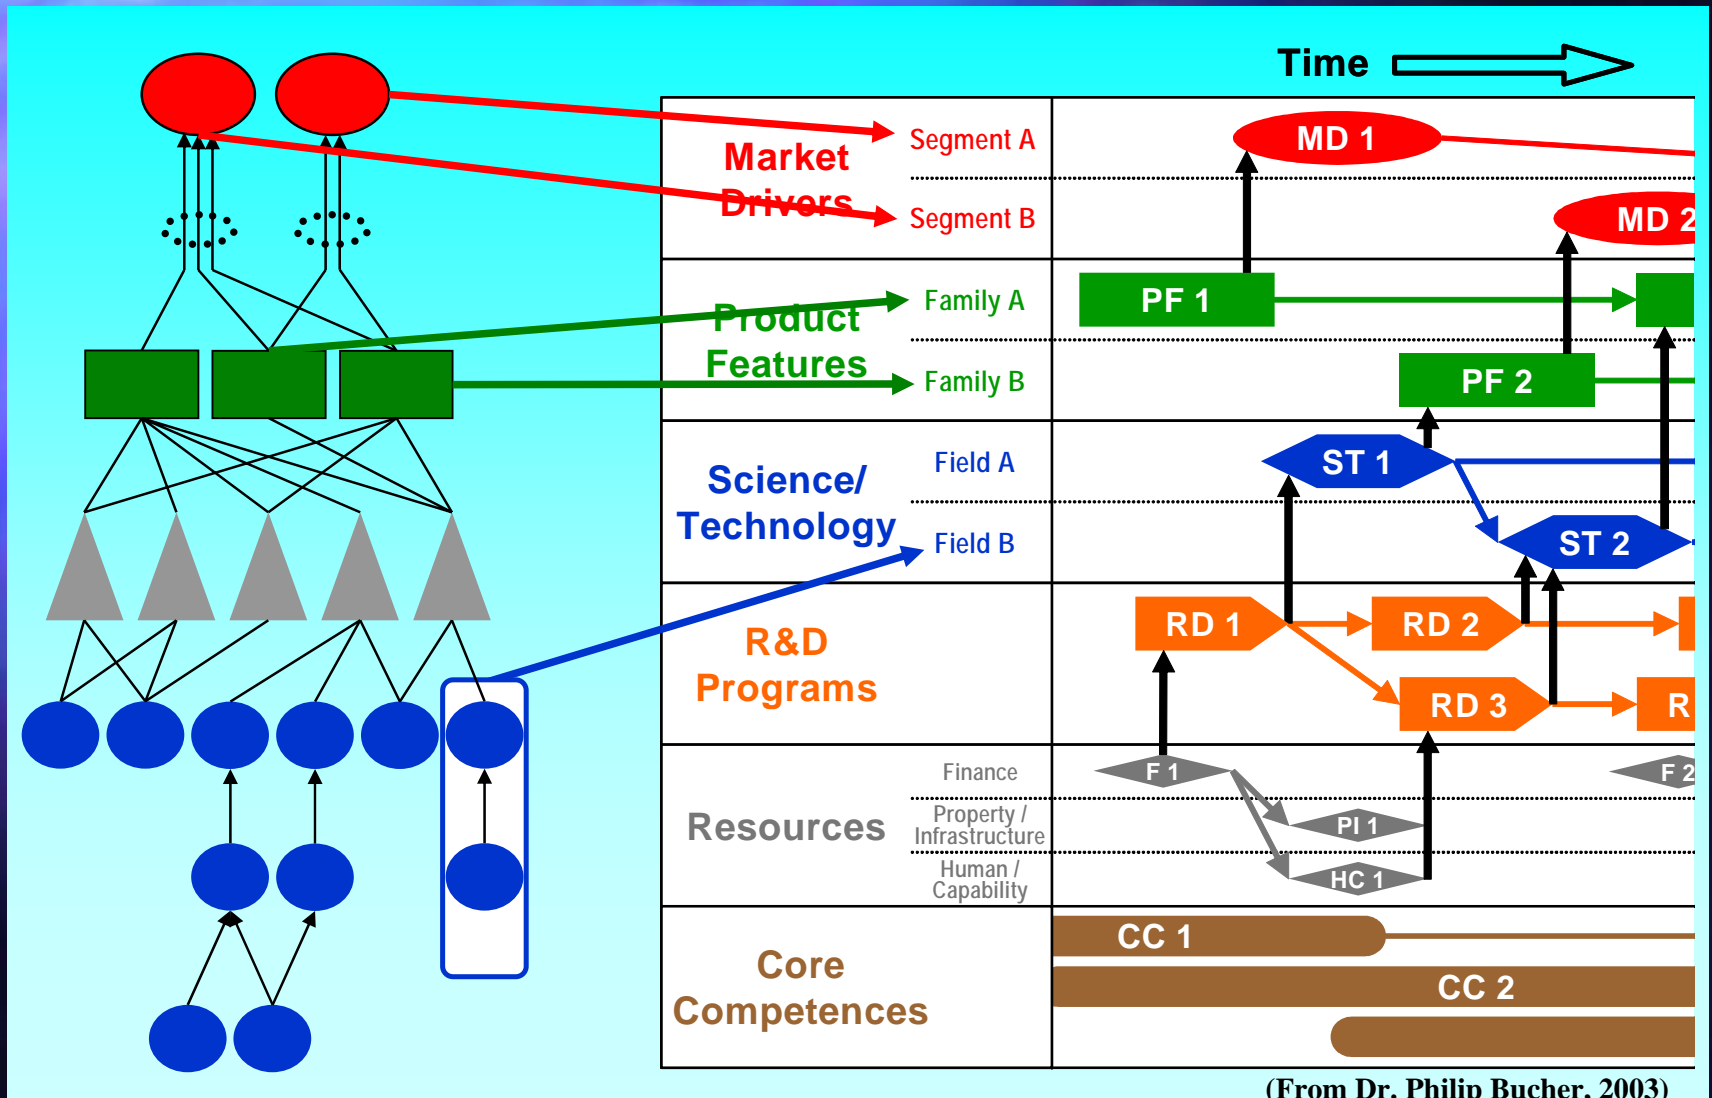 Time
Market
Drivers
Segment A
MD 1
Segment B
MD 2
Product
Features
Family A
PF 1
Family B
PF 2
Science/
Technology
Field A
ST 1
Field B
ST 2
R&D
Programs
RD 1
RD 2
RD 3
R
Resources
Finance
F 1
F 2
Property /
Infrastructure
PI 1
Human /
Capability
HC 1
Core
Competences
CC 1
CC 2
(From Dr. Philip Bucher, 2003)